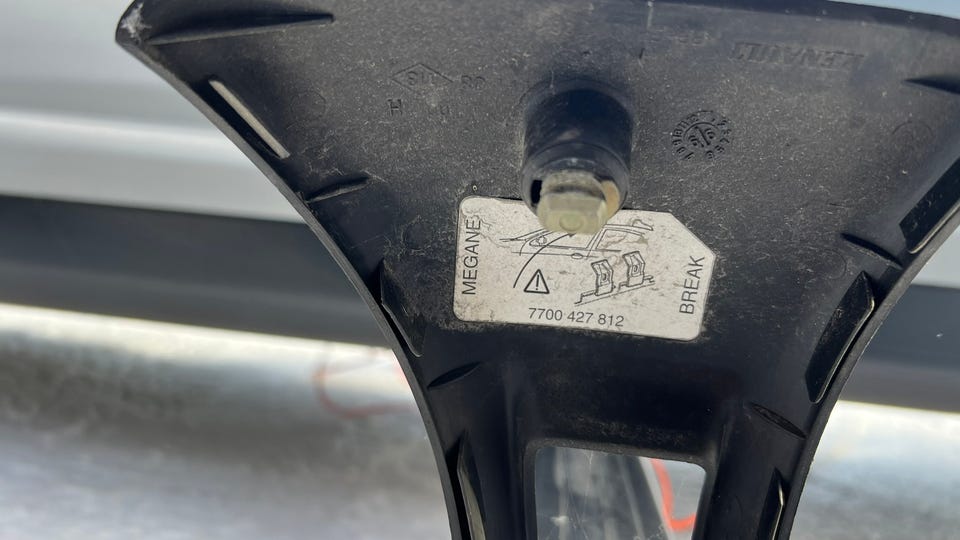 RENAULT
MEGANE
BREAK
7700 427 812